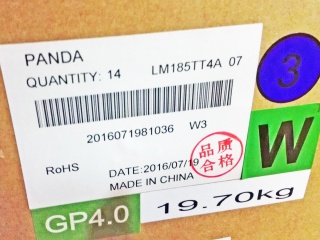 PANDA
QUANTITY: 14 LM185TT4A 07
3
2016071981036 W3
W
RoHS
DATE:2016/07/19
品质
合格
MADE IN CHINA
GP4.0
19.70kg